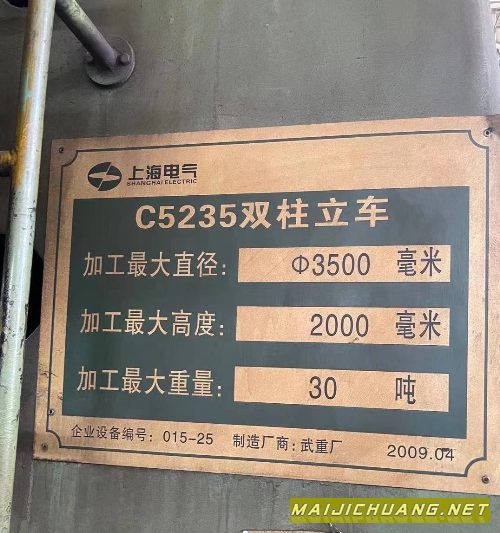 上海电气
SHANGHAI ELECTRIC
C5235双柱立车
加工最大直径: Φ3500 毫米
加工最大高度: 2000 毫米
加工最大重量: 30 吨
企业设备编号: 015-25 制造厂商: 武重厂 2009.04
MAIJICHUANG.NET